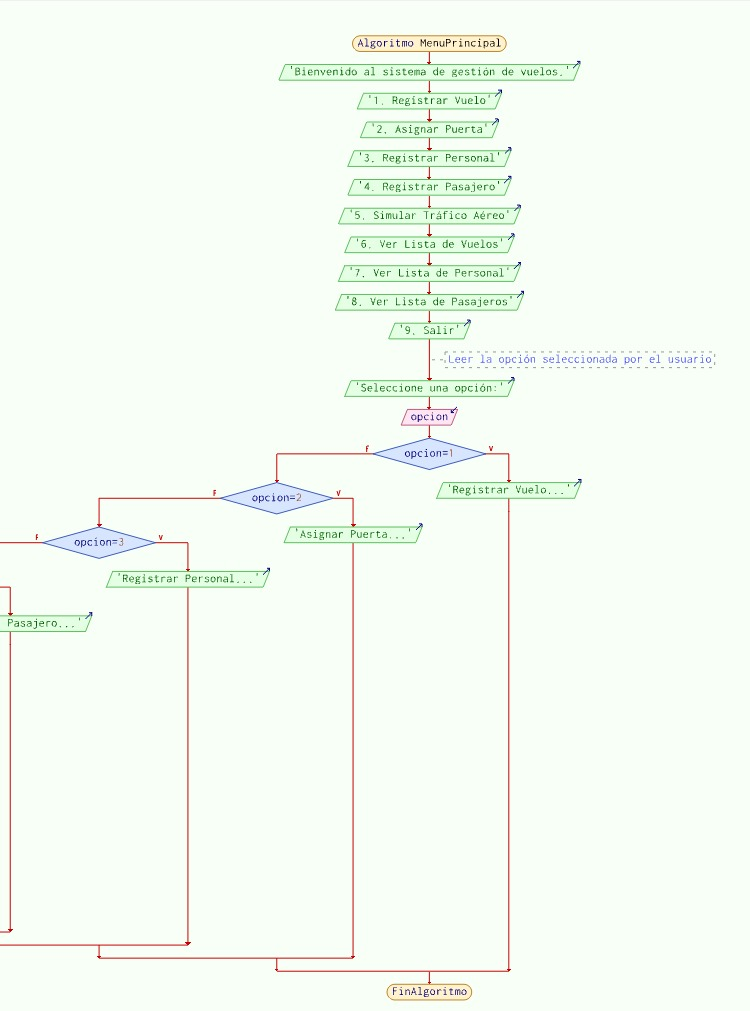 Algoritmo MenuPrincipal
'Bienvenido al sistema de gestión de vuelos.'
'1. Registrar Vuelo'
'2. Asignar Puerta'
'3. Registrar Personal'
'4. Registrar Pasajero'
'5. Simular Tráfico Aéreo'
'6. Ver Lista de Vuelos'
'7. Ver Lista de Personal'
'8. Ver Lista de Pasajeros'
'9. Salir'
Leer la opción seleccionada por el usuario
'Seleccione una opción:'
opcion
F
opcion=1
V
'Registrar Vuelo...'
F
opcion=2
V
'Asignar Puerta...'
F
opcion=3
V
'Registrar Personal...'
Pasajero...'
FinAlgoritmo